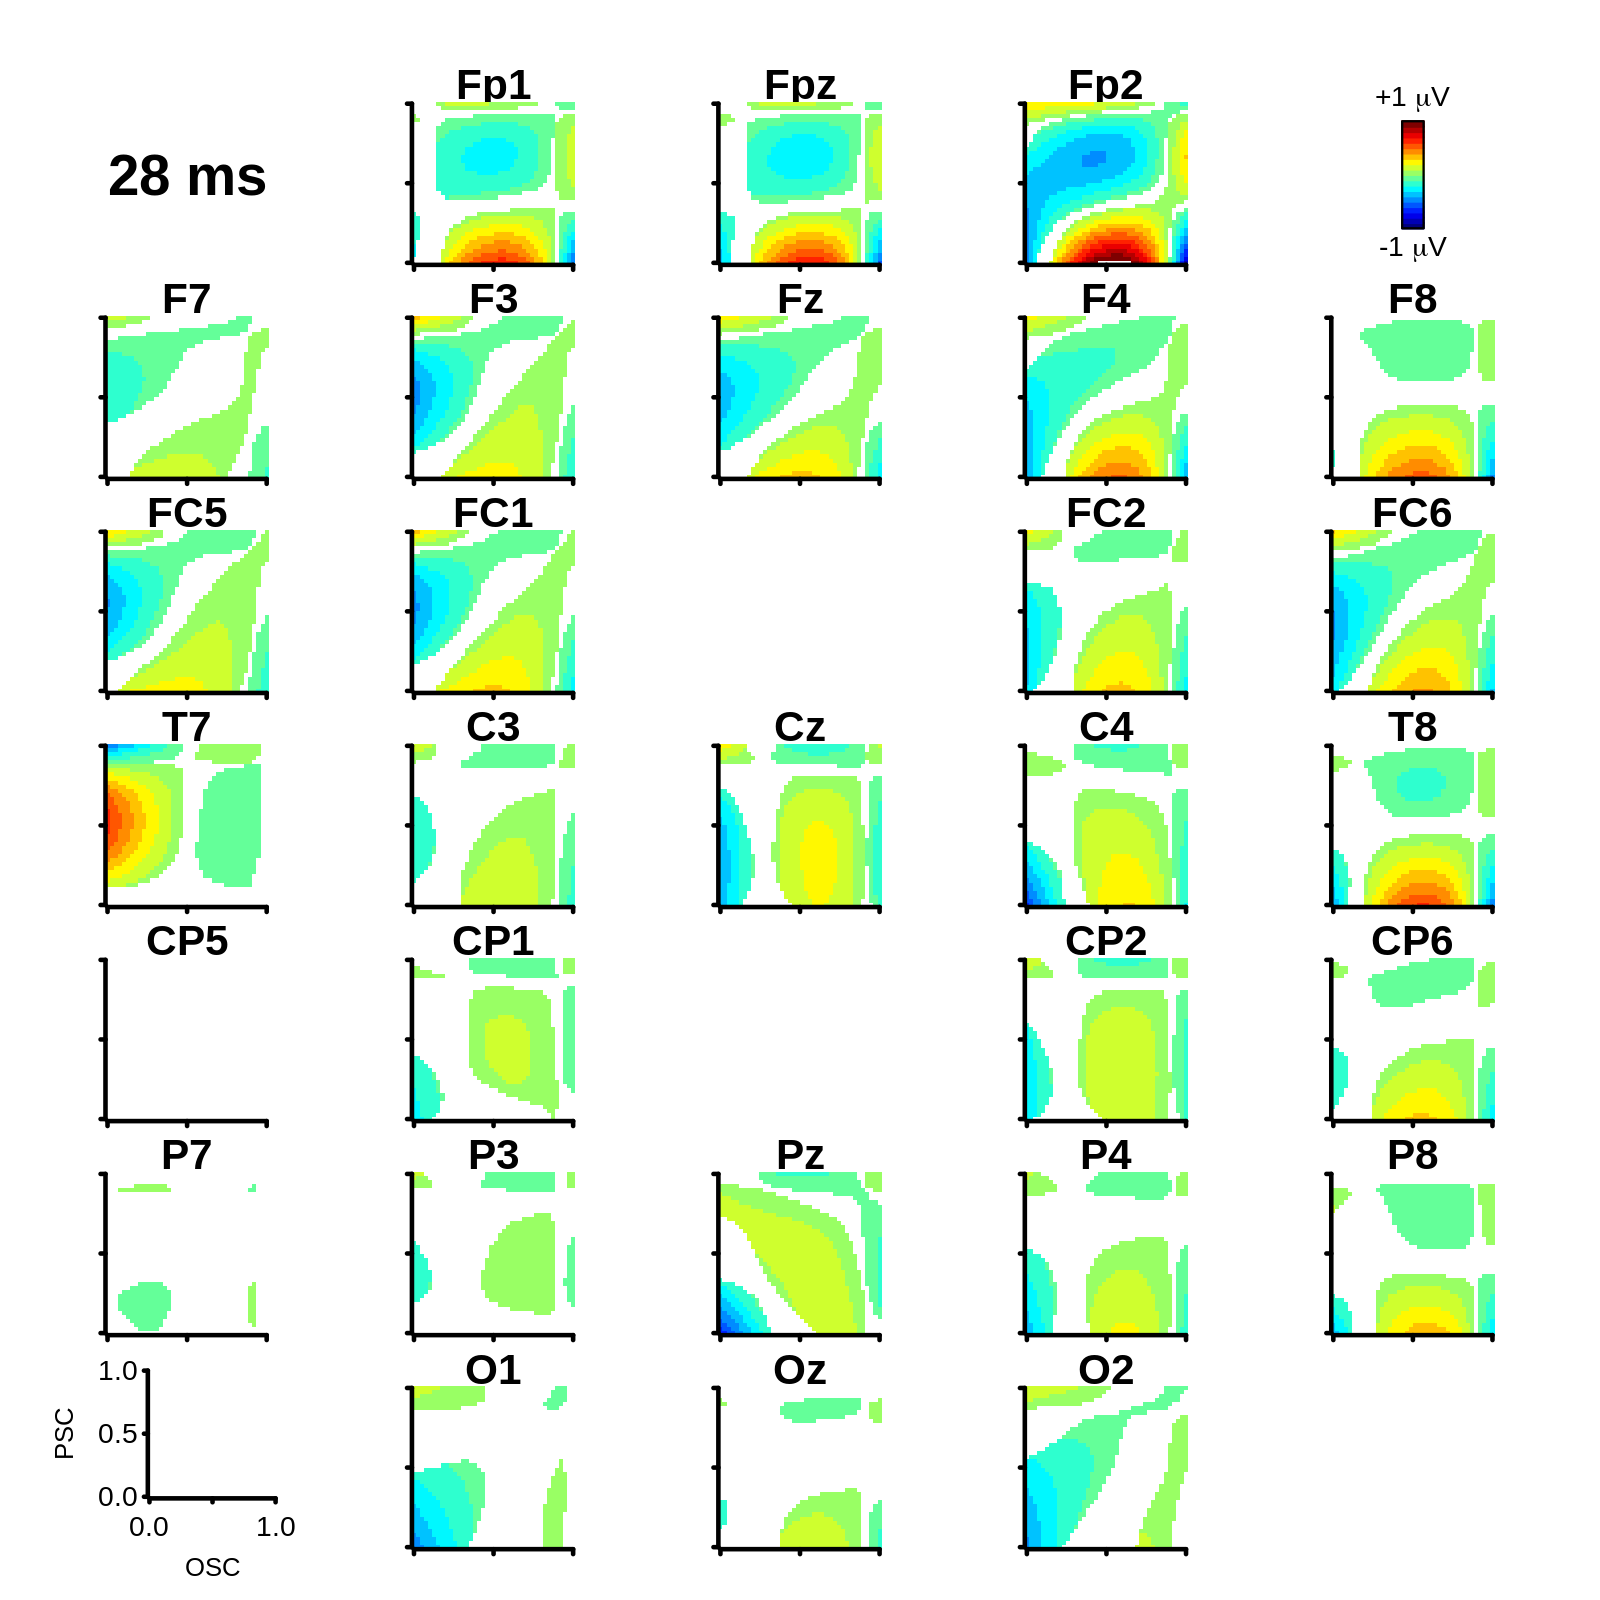 Fp1 Fpz Fp2
+1 μV
28 ms
-1 μV
F7 F3 Fz F4 F8
FC5 FC1 FC2 FC6
T7 C3 Cz C4 T8
CP5 CP1 CP2 CP6
P7 P3 Pz P4 P8
O1 Oz O2
1.0
PSC
0.5
0.0
0.0 1.0
OSC